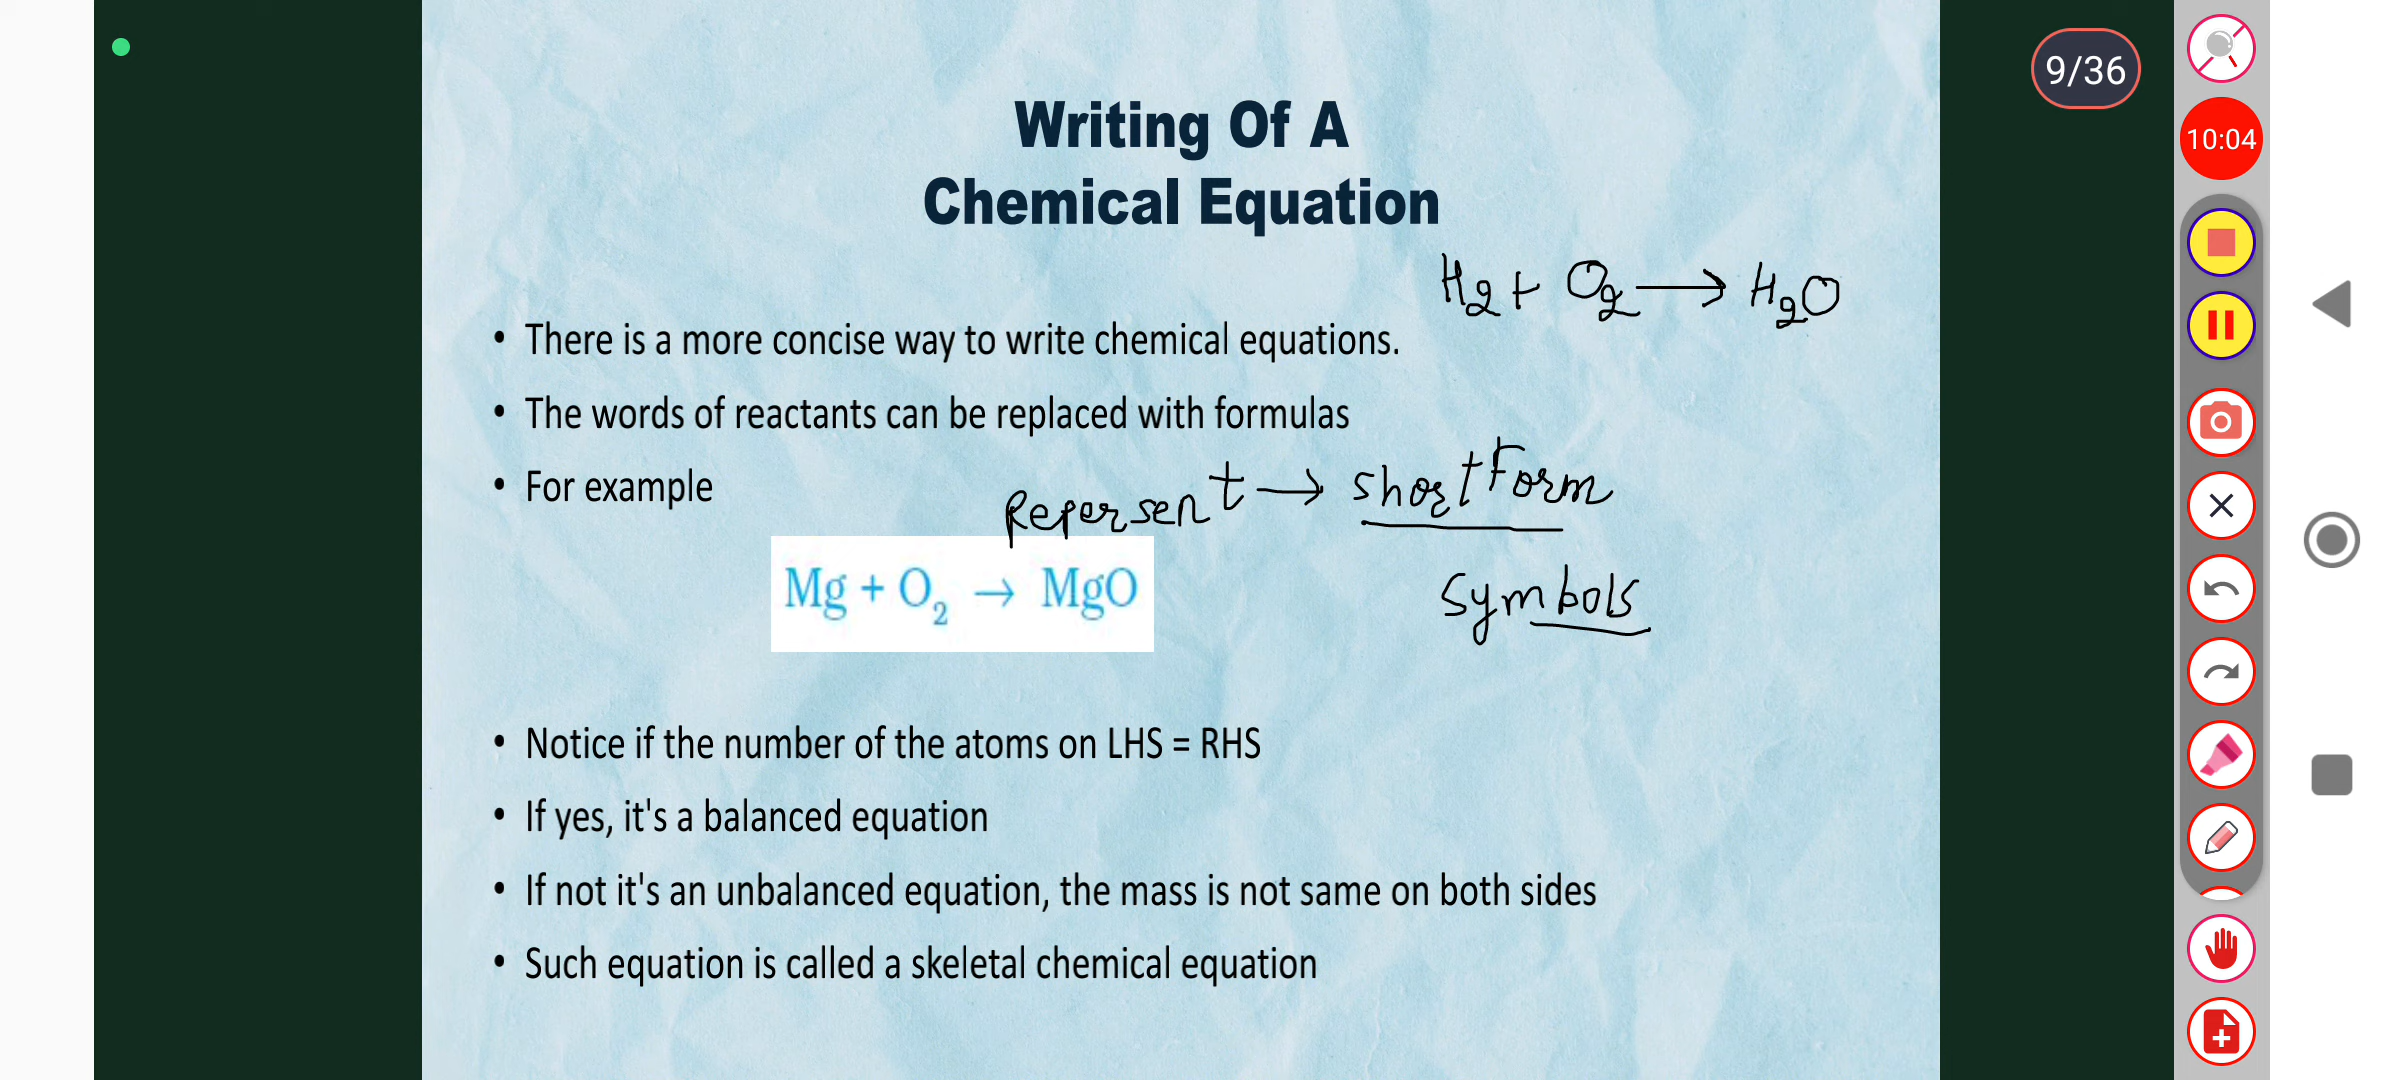 9/36
10:04
Writing Of A
Chemical Equation
H₂ + O₂ → H₂O
• There is a more concise way to write chemical equations.
• The words of reactants can be replaced with formulas
• For example
Repersent → short Form
Mg + O₂ → MgO
Symbols
• Notice if the number of the atoms on LHS = RHS
• If yes, it's a balanced equation
• If not it's an unbalanced equation, the mass is not same on both sides
• Such equation is called a skeletal chemical equation